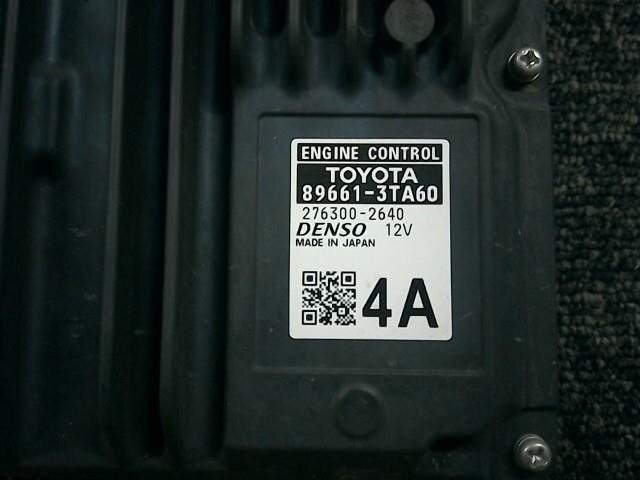 ENGINE CONTROL
TOYOTA
89661-3TA60
276300-2640
DENSO 12V
MADE IN JAPAN
4A